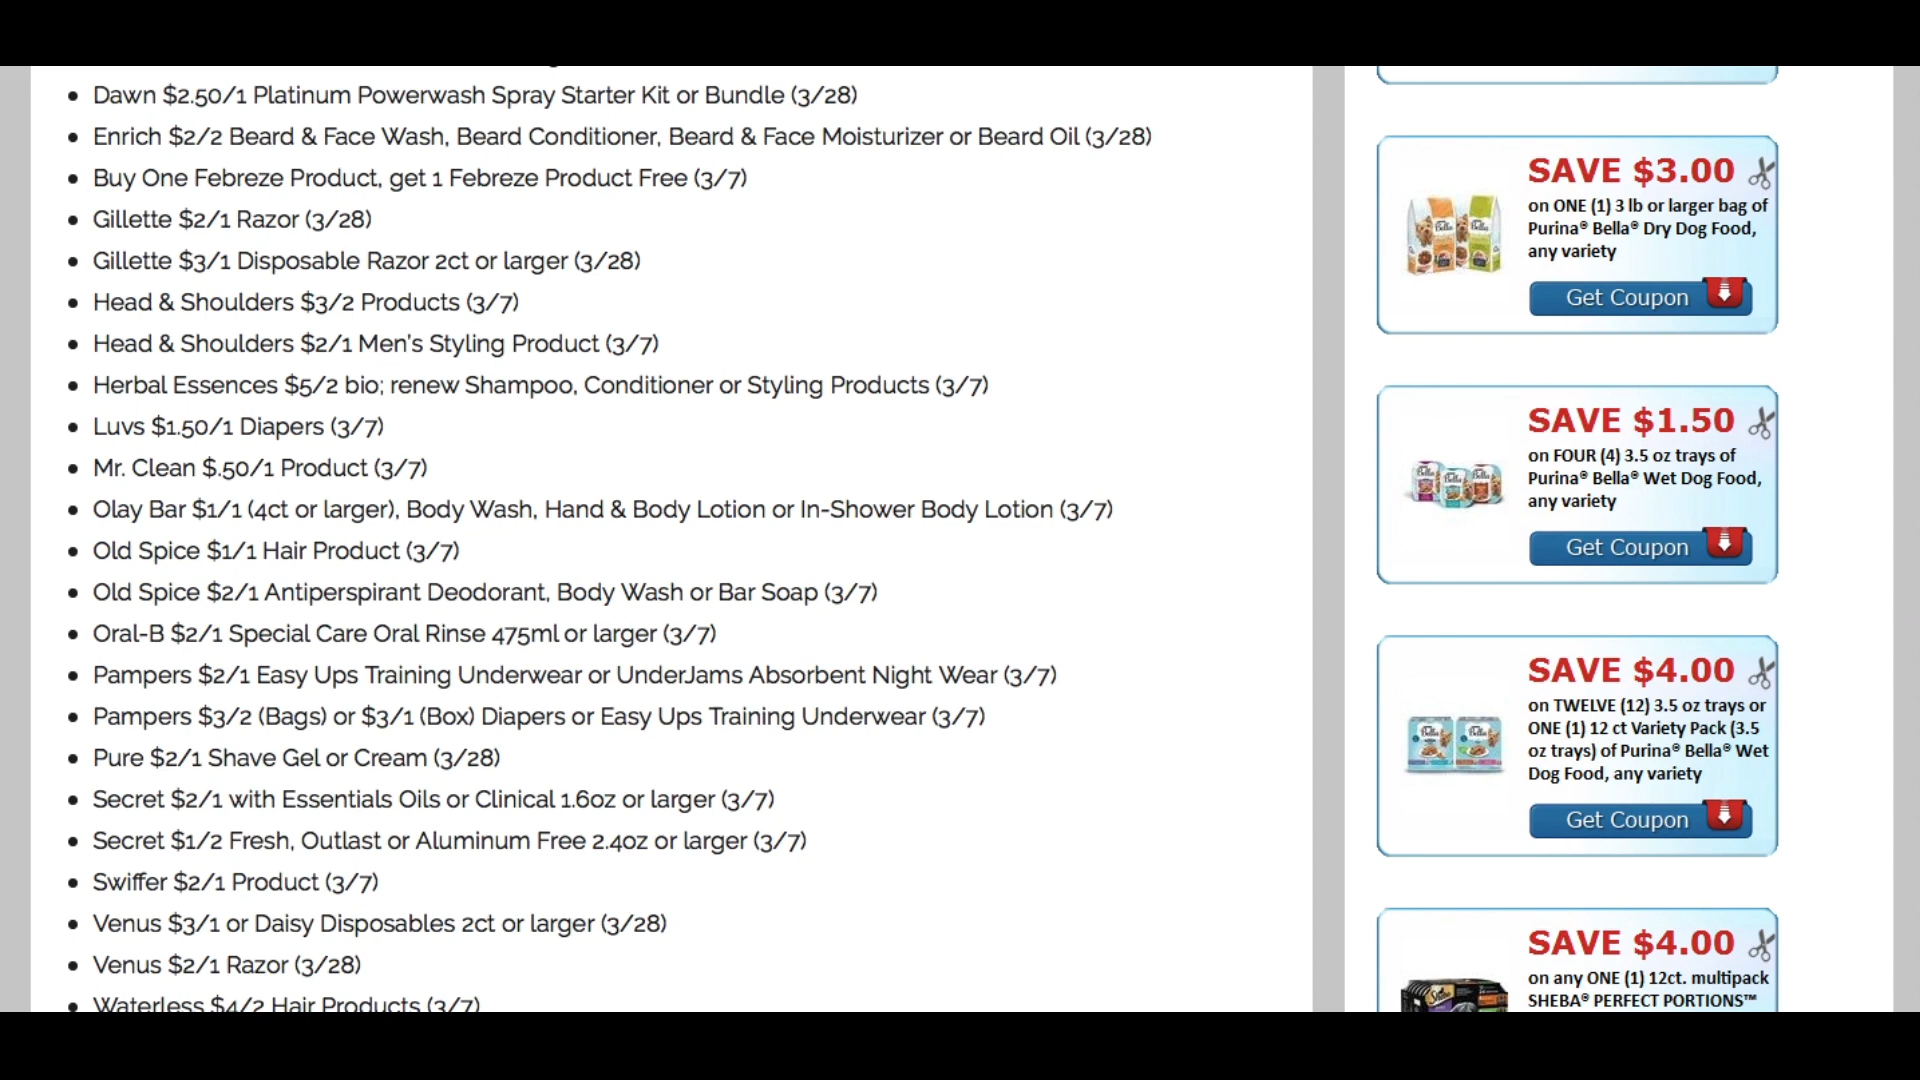 Dawn $2.50/1 Platinum Powerwash Spray Starter Kit or Bundle (3/28)
Enrich $2/2 Beard & Face Wash, Beard Conditioner, Beard & Face Moisturizer or Beard Oil (3/28)
Buy One Febreze Product, get 1 Febreze Product Free (3/7)
Gillette $2/1 Razor (3/28)
Gillette $3/1 Disposable Razor 2ct or larger (3/28)
Head & Shoulders $3/2 Products (3/7)
Head & Shoulders $2/1 Men's Styling Product (3/7)
Herbal Essences $5/2 bio; renew Shampoo, Conditioner or Styling Products (3/7)
Luvs $1.50/1 Diapers (3/7)
Mr. Clean $.50/1 Product (3/7)
Olay Bar $1/1 (4ct or larger), Body Wash, Hand & Body Lotion or In-Shower Body Lotion (3/7)
Old Spice $1/1 Hair Product (3/7)
Old Spice $2/1 Antiperspirant Deodorant, Body Wash or Bar Soap (3/7)
Oral-B $2/1 Special Care Oral Rinse 475ml or larger (3/7)
Pampers $2/1 Easy Ups Training Underwear or UnderJams Absorbent Night Wear (3/7)
Pampers $3/2 (Bags) or $3/1 (Box) Diapers or Easy Ups Training Underwear (3/7)
Pure $2/1 Shave Gel or Cream (3/28)
Secret $2/1 with Essentials Oils or Clinical 1.6oz or larger (3/7)
Secret $1/2 Fresh, Outlast or Aluminum Free 2.4oz or larger (3/7)
Swiffer $2/1 Product (3/7)
Venus $3/1 or Daisy Disposables 2ct or larger (3/28)
Venus $2/1 Razor (3/28)
Waterless $4/2 Hair Products (3/7)
SAVE $3.00
on ONE (1) 3 lb or larger bag of
Purina® Bella® Dry Dog Food,
any variety
Get Coupon
SAVE $1.50
on FOUR (4) 3.5 oz trays of
Purina® Bella® Wet Dog Food,
any variety
Get Coupon
SAVE $4.00
on TWELVE (12) 3.5 oz trays or
ONE (1) 12 ct Variety Pack (3.5
oz trays) of Purina® Bella® Wet
Dog Food, any variety
Get Coupon
SAVE $4.00
on any ONE (1) 12ct. multipack
SHEBA® PERFECT PORTIONS™